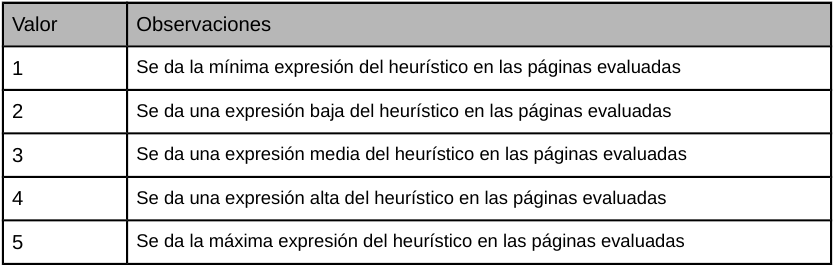 Valor Observaciones
1 Se da la mínima expresión del heurístico en las páginas evaluadas
2 Se da una expresión baja del heurístico en las páginas evaluadas
3 Se da una expresión media del heurístico en las páginas evaluadas
4 Se da una expresión alta del heurístico en las páginas evaluadas
5 Se da la máxima expresión del heurístico en las páginas evaluadas